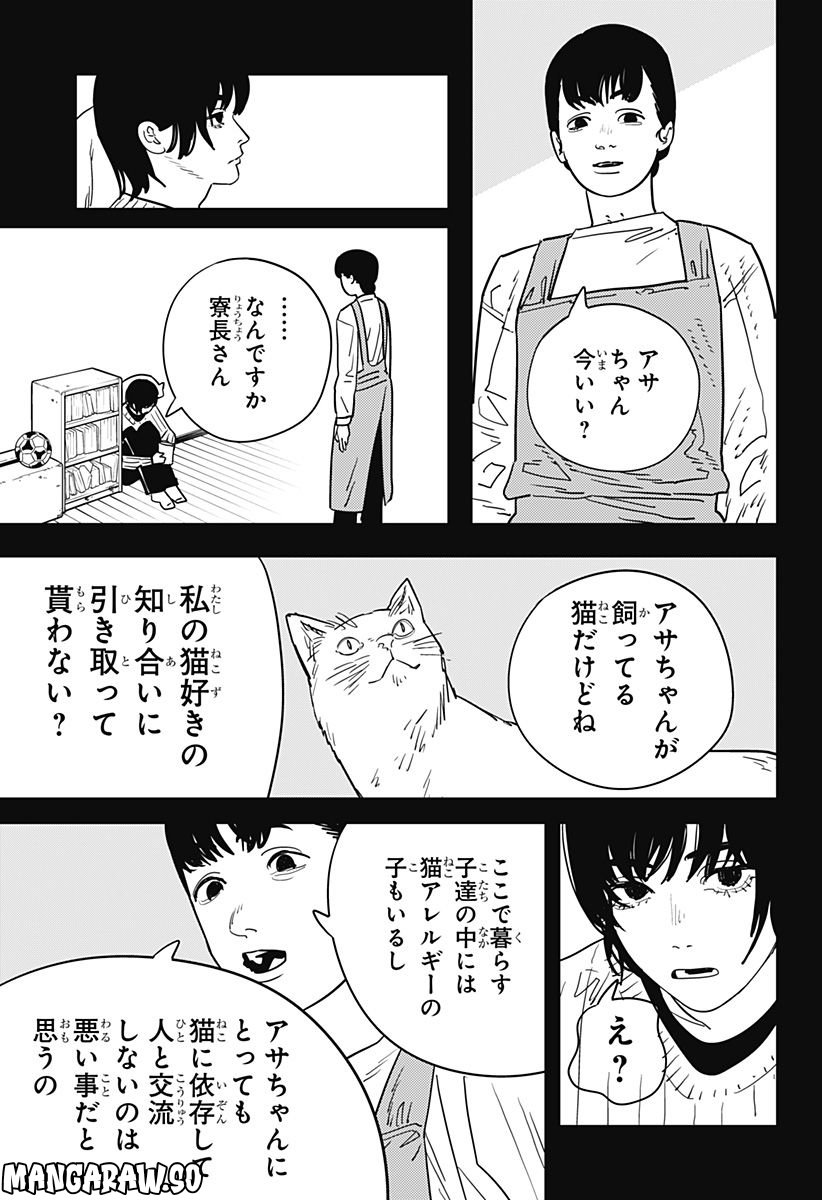 アサ
ちゃん
今いい？
……
なんですか
寮長さん
アサちゃんが
飼ってる
猫だけどね
私の猫好きの
知り合いに
引き取って
貰わない？
え？
ここで暮らす
子達の中には
猫アレルギーの
子もいるし
アサちゃんに
とっても
猫に依存して
人と交流
しないのは
悪い事だと
思うの
MANGARAW.SO